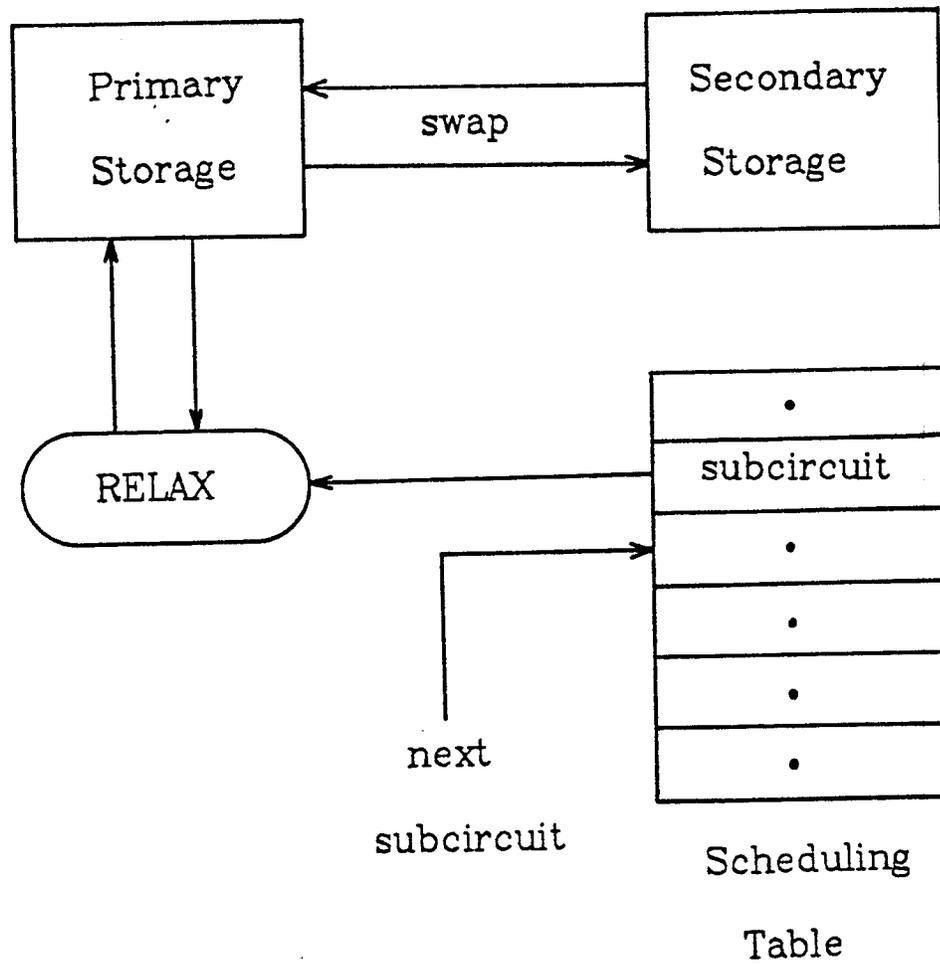 Primary
Storage
swap
Secondary
Storage
RELAX
subcircuit
next
subcircuit
Scheduling
Table